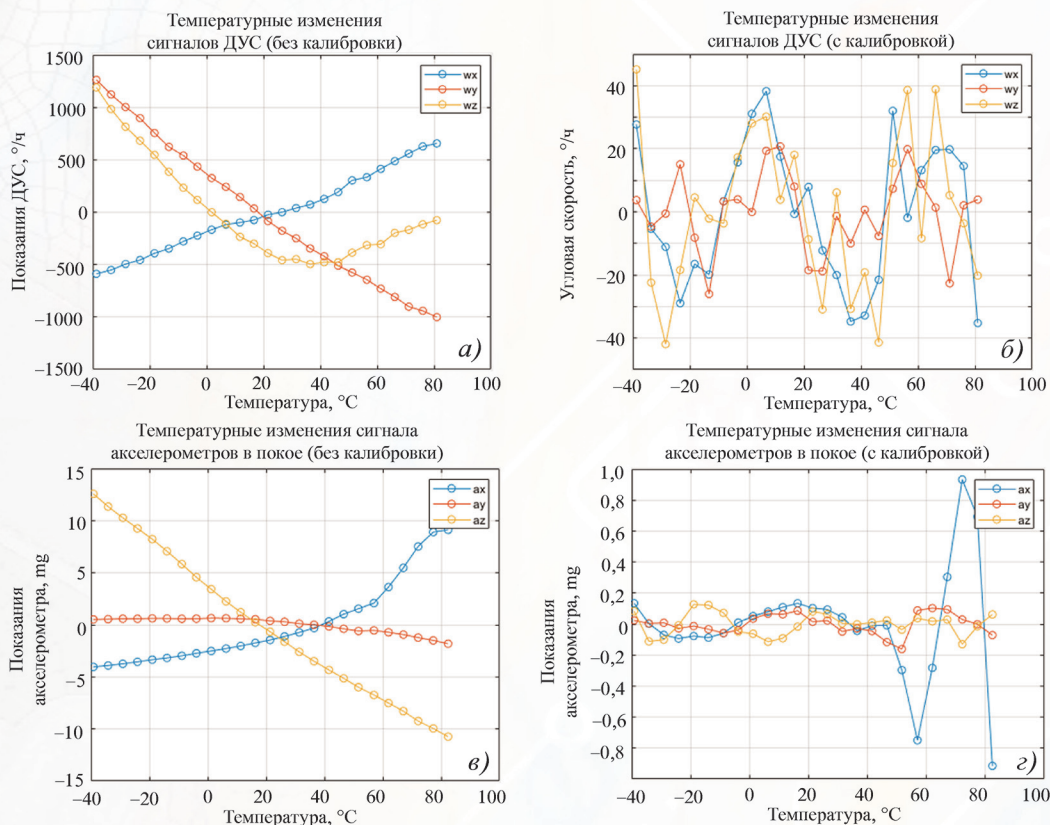 Температурные изменения
сигналов ДУС (без калибровки)
1500
1000
500
0
−500
−1000
−1500
Показания ДУС, °/ч
wx
wy
wz
а)
−40
−20
0
20
40
60
80
100
Температура, °C
Температурные изменения
сигналов ДУС (с калибровкой)
40
20
0
−20
−40
Угловая скорость, °/ч
wx
wy
wz
б)
−40
−20
0
20
40
60
80
100
Температура, °C
Температурные изменения сигнала
акселерометров в покое (без калибровки)
15
10
5
0
−5
−10
−15
Показания
акселерометра, mg
ax
ay
az
в)
−40
−20
0
20
40
60
80
100
Температура, °C
Температурные изменения сигнала
акселерометров в покое (с калибровкой)
1,0
0,8
0,6
0,4
0,2
0
−0,2
−0,4
−0,6
−0,8
Показания
акселерометра, mg
ax
ay
az
г)
−40
−20
0
20
40
60
80
100
Температура, °C